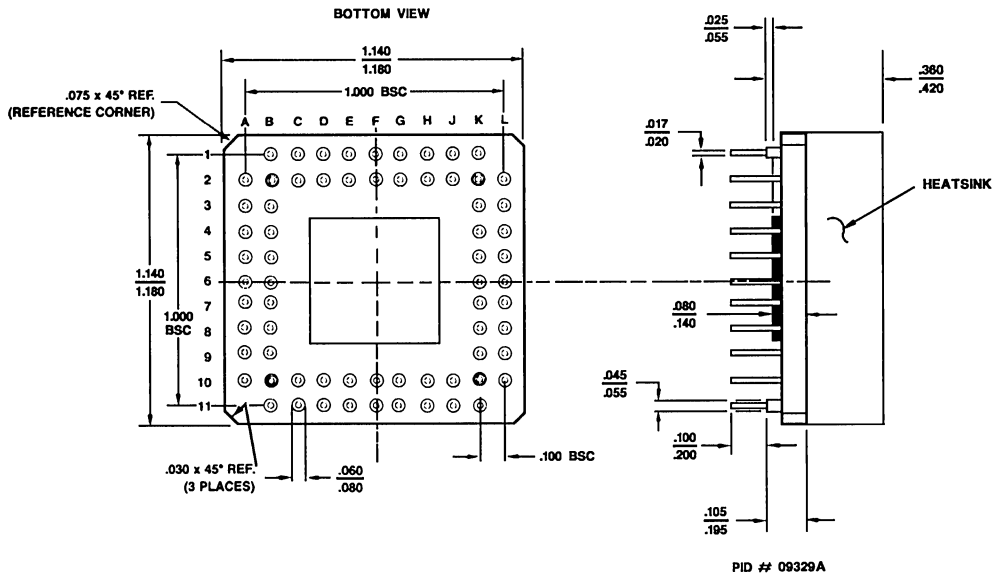 BOTTOM VIEW
1.140
1.180
1.000 BSC
.075 x 45° REF.
(REFERENCE CORNER)
A B C D E F G H J K L
1
2
3
4
5
6
7
8
9
10
11
1.140
1.180
1.000
BSC
.030 x 45° REF.
(3 PLACES)
.060
.080
.100 BSC
.025
.055
.360
.420
.017
.020
HEATSINK
.080
.140
.045
.055
.100
.200
.105
.195
PID # 09329A